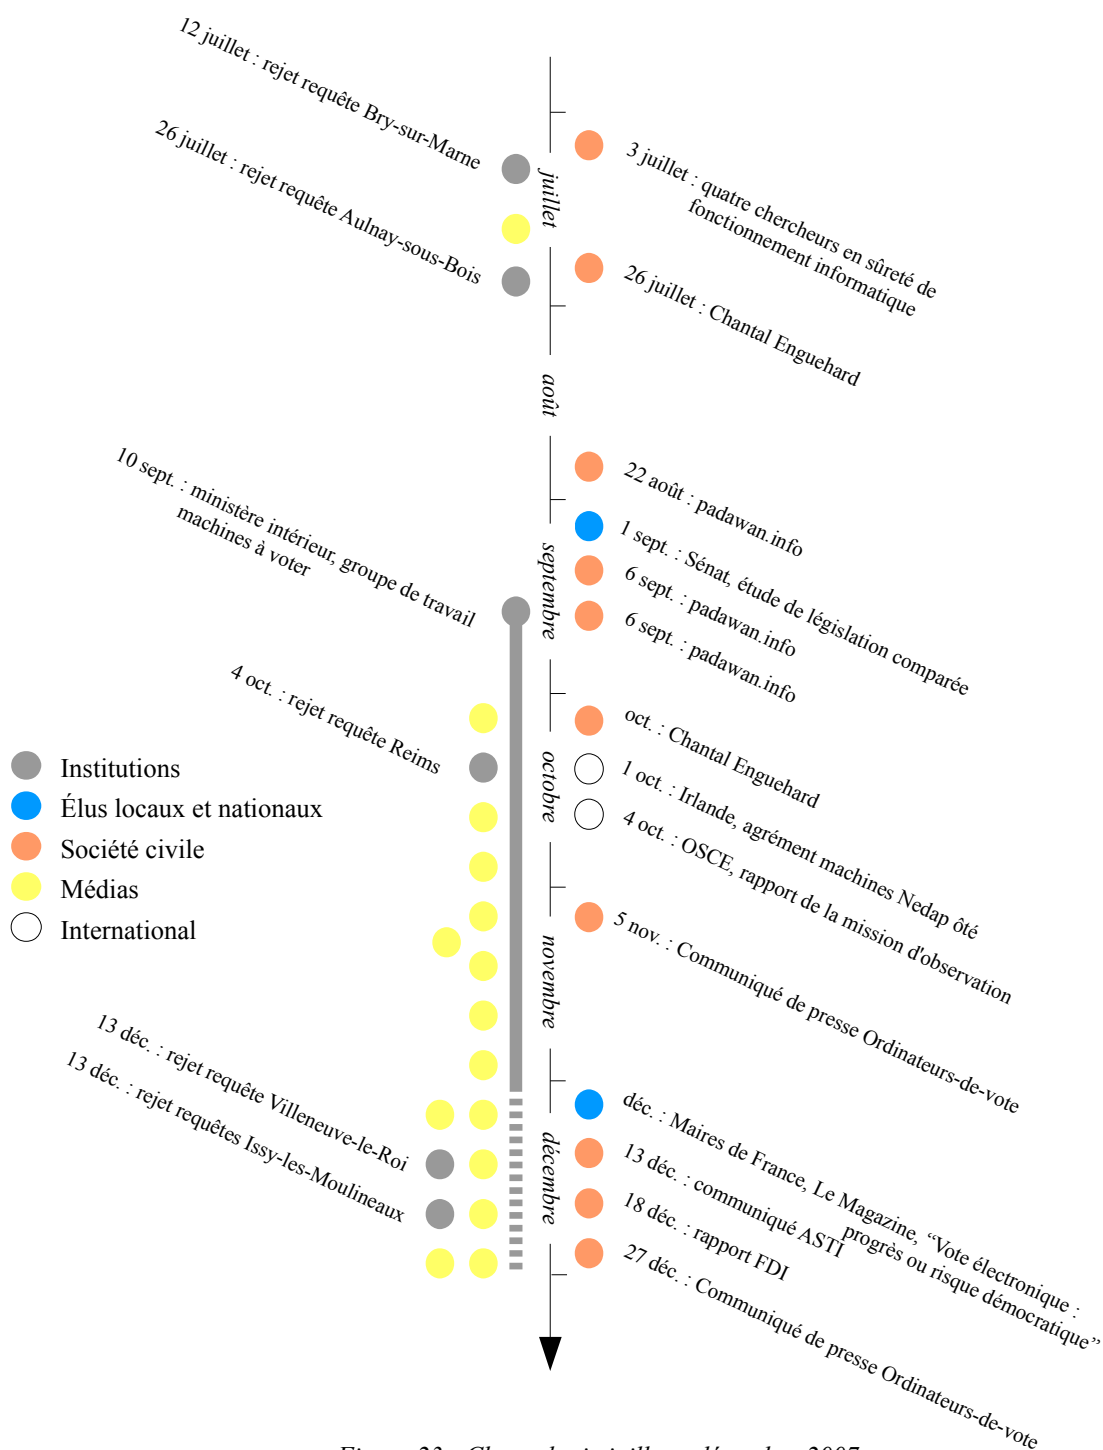 12 juillet : rejet requête Bry-sur-Marne
26 juillet : rejet requête Aulnay-sous-Bois
juillet
3 juillet : quatre chercheurs en sûreté de
fonctionnement informatique
26 juillet : Chantal Enguehard
août
10 sept. : ministère intérieur, groupe de travail
machines à voter
22 août : padawan.info
1 sept. : Sénat, étude de législation comparée
septembre
6 sept. : padawan.info
6 sept. : padawan.info
4 oct. : rejet requête Reims
oct. : Chantal Enguehard
octobre
1 oct. : Irlande, agrément machines Nedap ôté
4 oct. : OSCE, rapport de la mission d'observation
Institutions
Élus locaux et nationaux
Société civile
Médias
International
5 nov. : Communiqué de presse Ordinateurs-de-vote
novembre
13 déc. : rejet requête Villeneuve-le-Roi
13 déc. : rejet requêtes Issy-les-Moulineaux
déc. : Maires de France, Le Magazine, “Vote électronique :
progrès ou risque démocratique”
décembre
13 déc. : communiqué ASTI
18 déc. : rapport FDI
27 déc. : Communiqué de presse Ordinateurs-de-vote